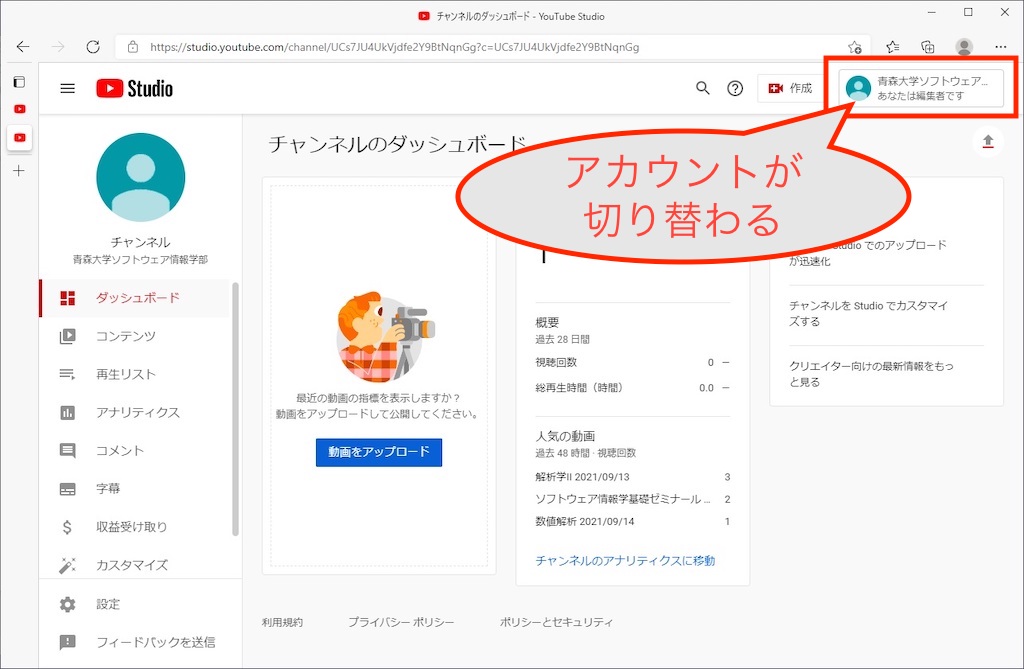 チャンネルのダッシュボード - YouTube Studio
https://studio.youtube.com/channel/UCs7JU4UkVjdfe2Y9BtNqnGg?c=UCs7JU4UkVjdfe2Y9BtNqnGg
Studio
作成
青森大学ソフトウェア...
あなたは編集者です
アカウントが
切り替わる
チャンネル
青森大学ソフトウェア情報学部
ダッシュボード
コンテンツ
再生リスト
アナリティクス
コメント
字幕
収益受け取り
カスタマイズ
設定
フィードバックを送信
チャンネルのダッシュボード
最近の動画の指標を表示しますか？
動画をアップロードして公開してください。
動画をアップロード
概要
過去 28 日間
視聴回数 0 —
総再生時間（時間） 0.0 —
人気の動画
過去 48 時間 · 視聴回数
解析学II 2021/09/13 3
ソフトウェア情報学基礎ゼミナール ... 2
数値解析 2021/09/14 1
チャンネルのアナリティクスに移動
でのアップロード
が迅速化
チャンネルを Studio でカスタマイ
ズする
クリエイター向けの最新情報をもっ
と見る
利用規約
プライバシー ポリシー
ポリシーとセキュリティ